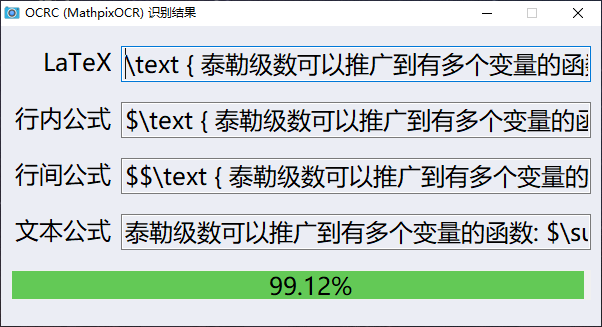 OCRC (MathpixOCR) 识别结果
LaTeX \text { 泰勒级数可以推广到有多个变量的函
行内公式 $\text { 泰勒级数可以推广到有多个变量的函
行间公式 $$\text { 泰勒级数可以推广到有多个变量的
文本公式 泰勒级数可以推广到有多个变量的函数: $\su
99.12%